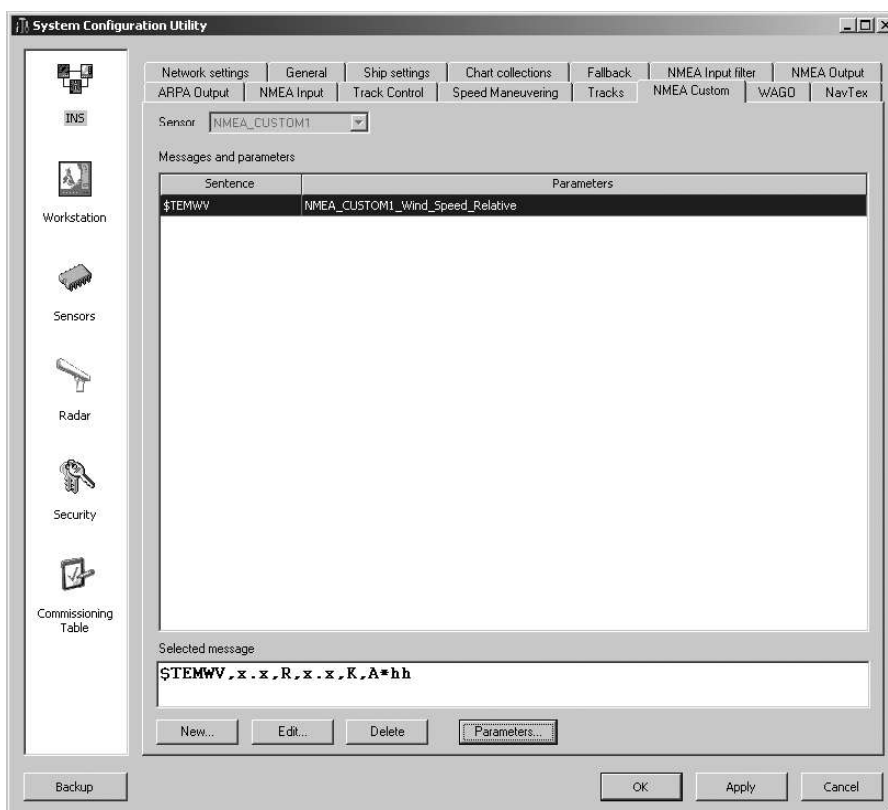 System Configuration Utility
INS
Workstation
Sensors
Radar
Security
Commissioning
Table
Network settings General Ship settings Chart collections Fallback NMEA Input filter NMEA Output
ARPA Output NMEA Input Track Control Speed Maneuvering Tracks NMEA Custom WAGO NavTex
Sensor NMEA_CUSTOM1
Messages and parameters
Sentence Parameters
$TEMWV NMEA_CUSTOM1_Wind_Speed_Relative
Selected message
$TEMWV,x.x,R,x.x,K,A*hh
New... Edit... Delete Parameters...
Backup OK Apply Cancel